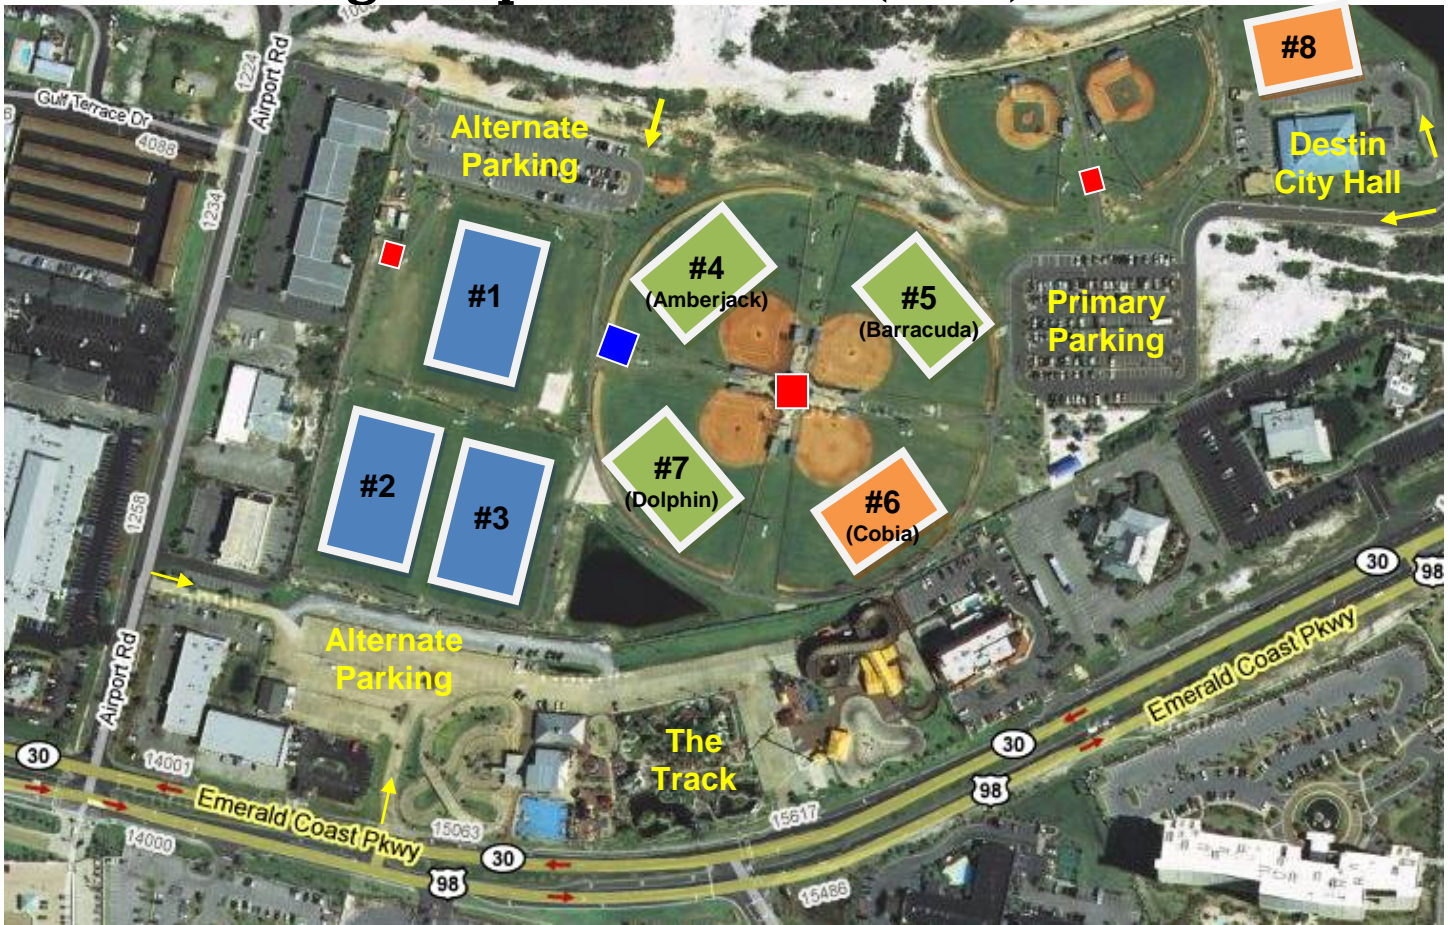 Airport Rd
1224
Gulf Terrace Dr
4088
1234
Alternate
Parking
#8
Destin
City Hall
#1
#4
(Amberjack)
#5
(Barracuda)
Primary
Parking
#2
#3
#7
(Dolphin)
#6
(Cobia)
1258
Airport Rd
Alternate
Parking
The
Track
30
98
Emerald Coast Pkwy
30
98
30
14001
Emerald Coast Pkwy
14000
15063
30
98
15617
15486